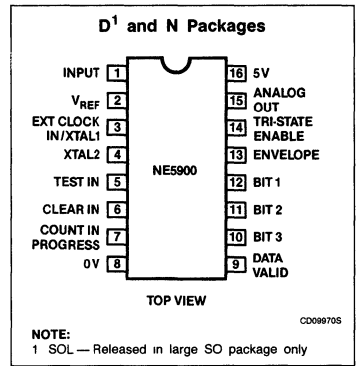 D¹ and N Packages
INPUT 1
VREF 2
EXT CLOCK
IN/XTAL1 3
XTAL2 4
TEST IN 5
CLEAR IN 6
COUNT IN
PROGRESS 7
0V 8
NE5900
16 5V
15 ANALOG
OUT
14 TRI-STATE
ENABLE
13 ENVELOPE
12 BIT 1
11 BIT 2
10 BIT 3
9 DATA
VALID
TOP VIEW
CD09970S
NOTE:
1 SOL — Released in large SO package only